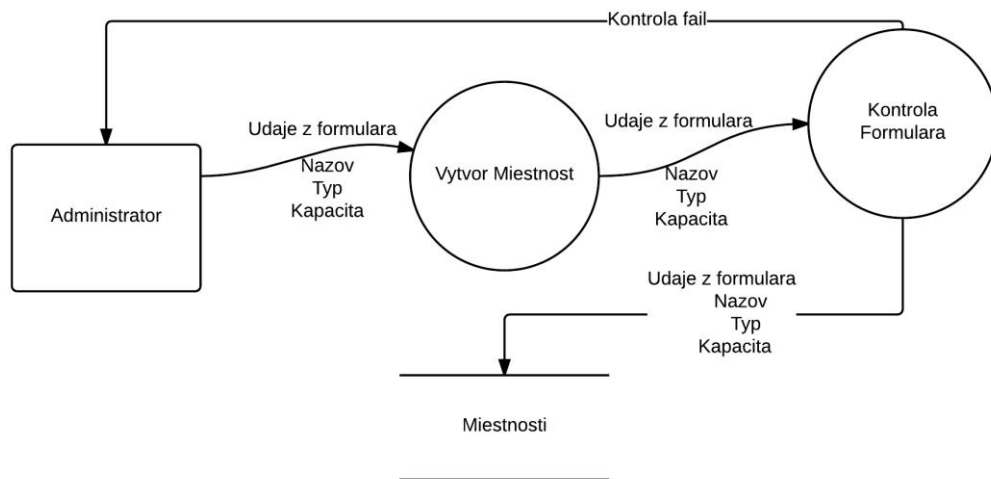 Kontrola fail
Kontrola
Formulara
Udaje z formulara
Nazov
Typ
Kapacita
Udaje z formulara
Nazov
Typ
Kapacita
Vytvor Miestnost
Administrator
Udaje z formulara
Nazov
Typ
Kapacita
Miestnosti